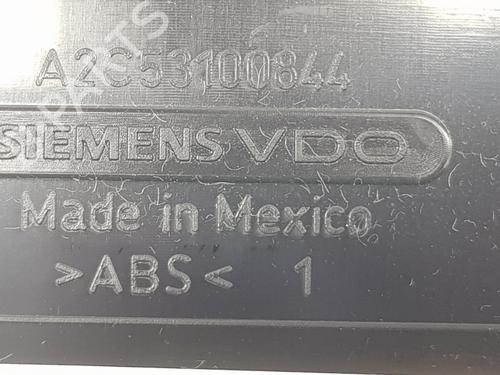 A2C53100844
SIEMENS VDO
Made in Mexico
>ABS< 1